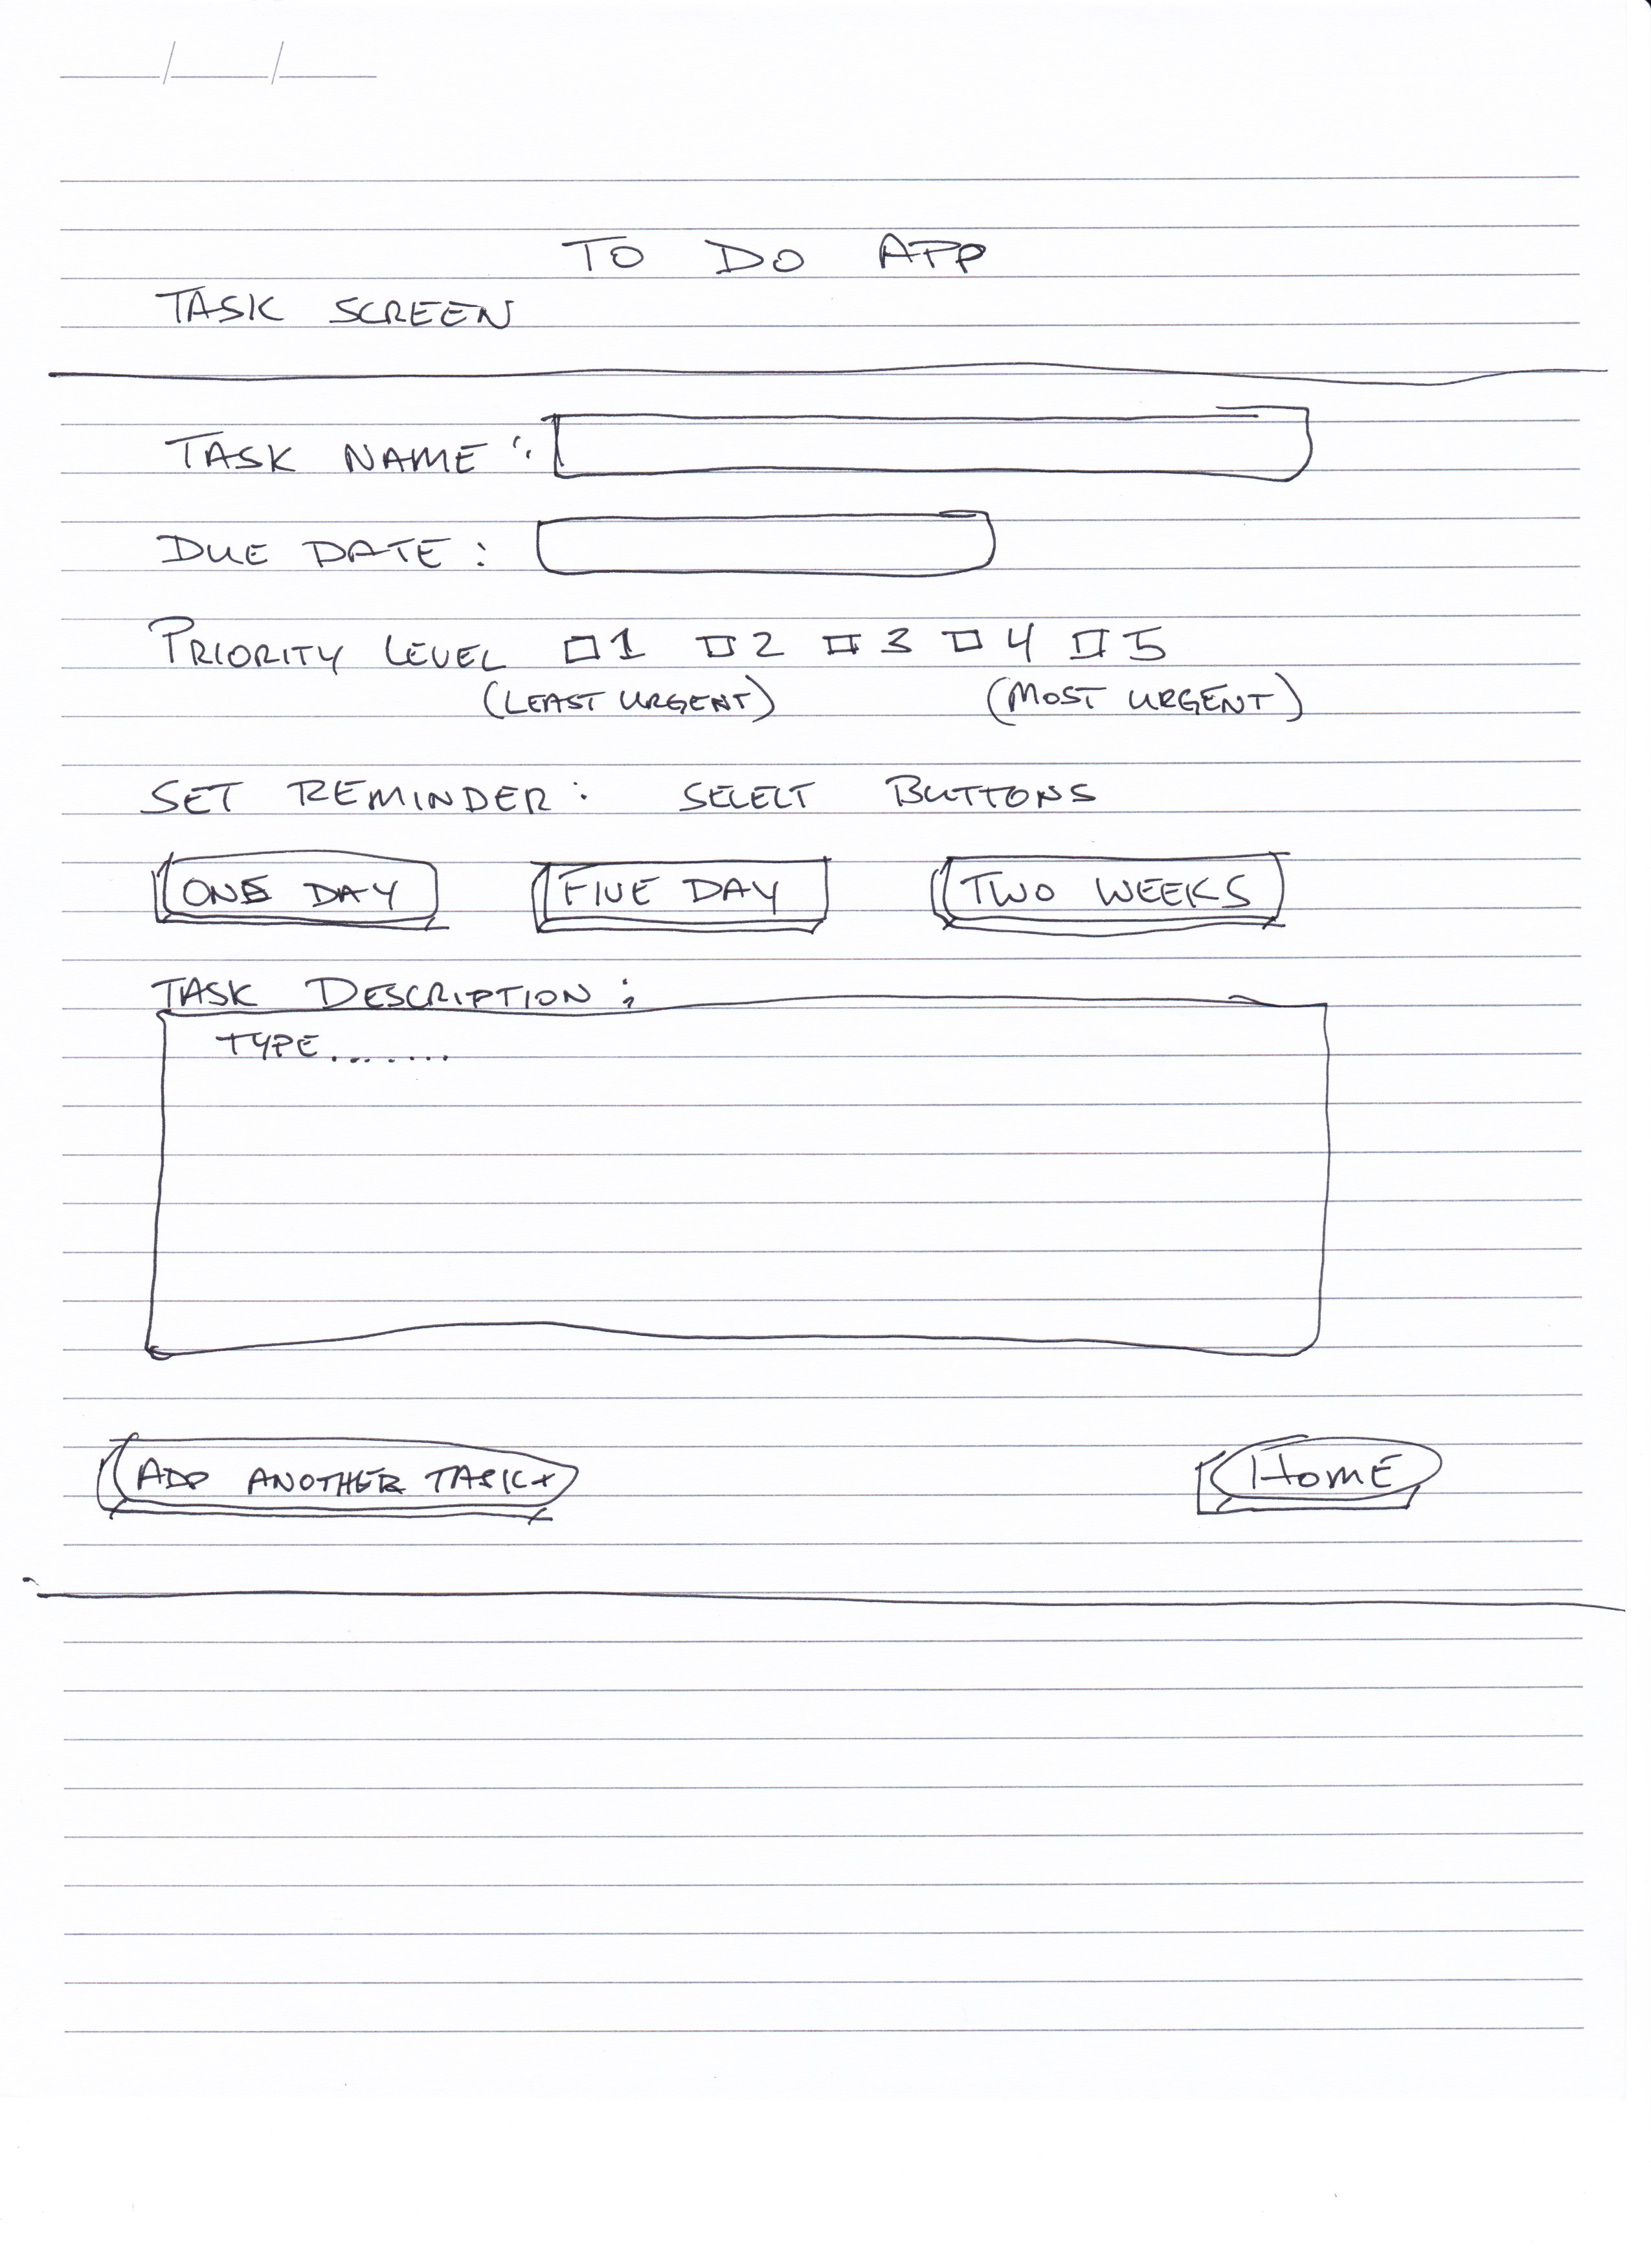 TO DO APP
TASK SCREEN
TASK NAME :
DUE DATE :
PRIORITY LEVEL 1 2 3 4 5
(LEAST URGENT) (MOST URGENT)
SET REMINDER : SELECT BUTTONS
ONE DAY FIVE DAY TWO WEEKS
TASK DESCRIPTION :
TYPE.......
ADD ANOTHER TASK+ HOME